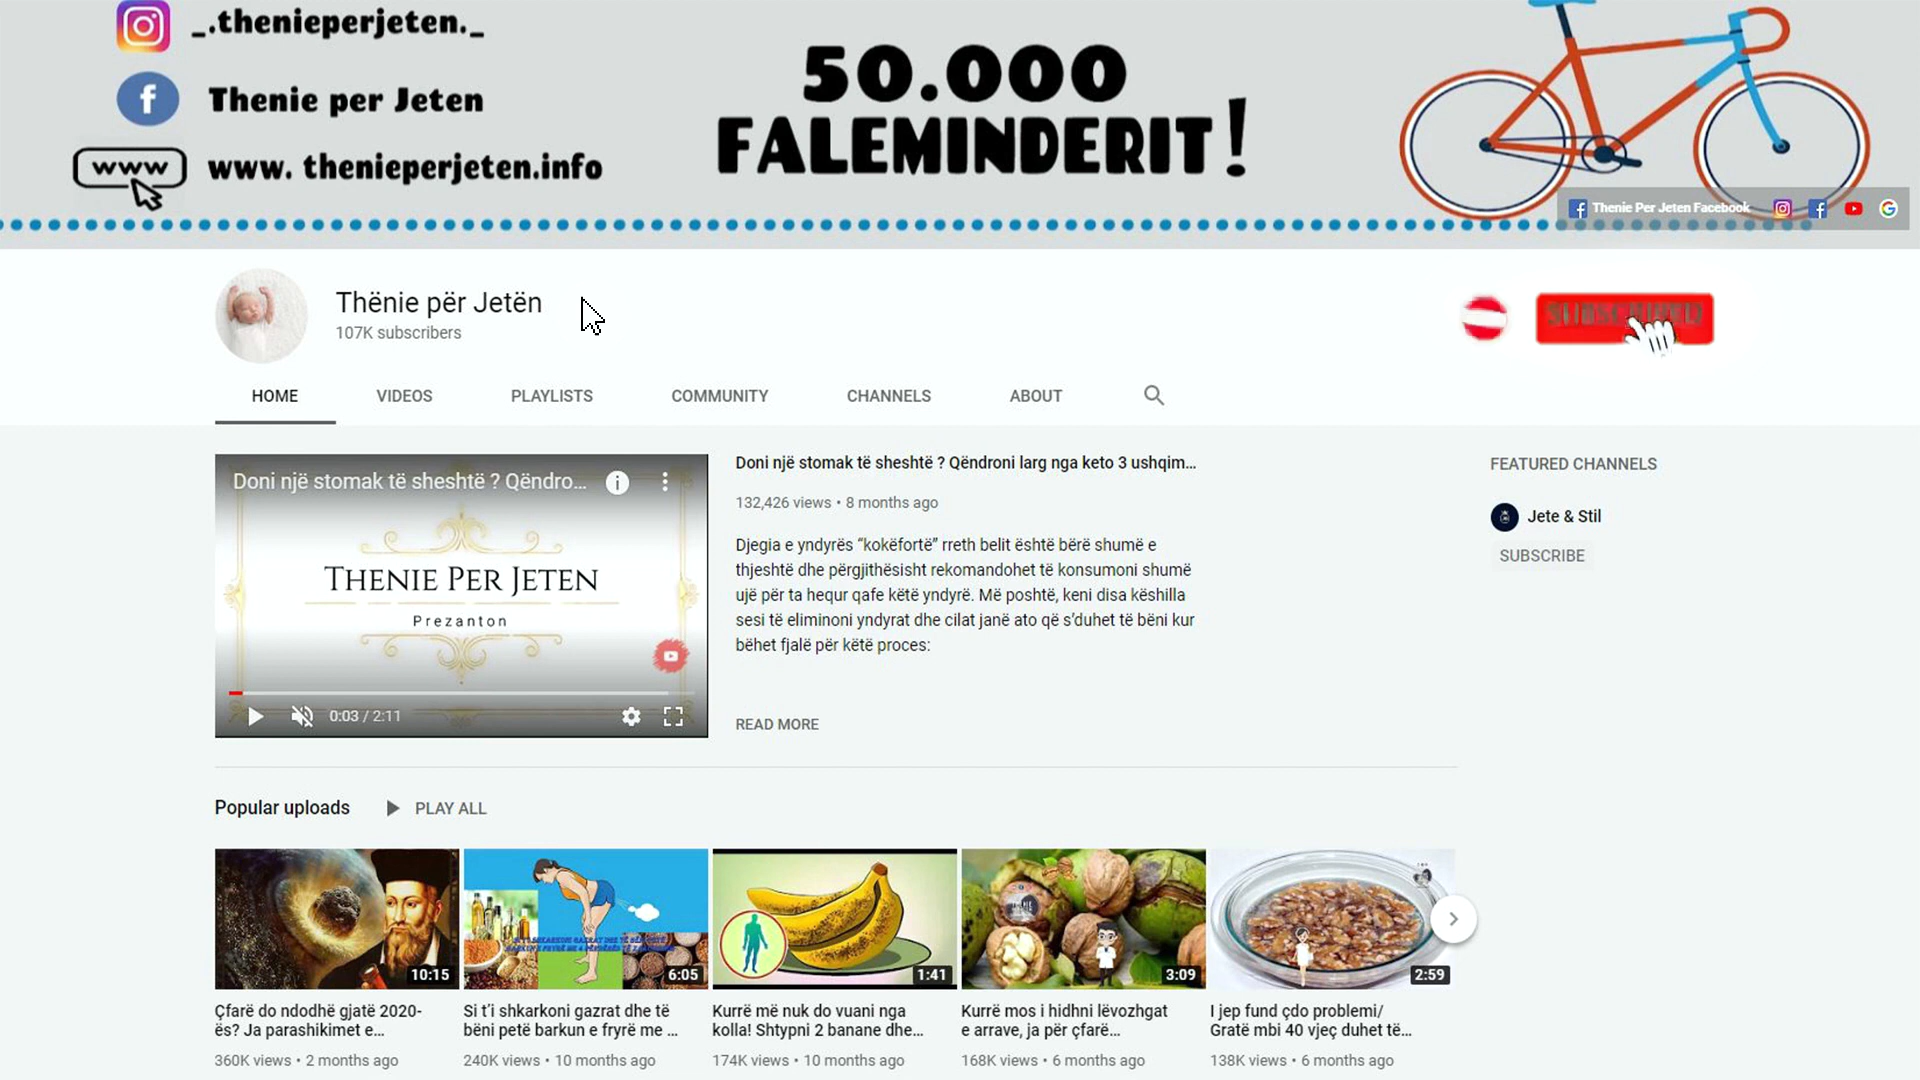 _.thenieperjeten._
Thenie per Jeten
www
www. thenieperjeten.info
50.000
FALEMINDERIT!
Thenie Per Jeten Facebook
Thënie për Jetën
107K subscribers
HOME
VIDEOS
PLAYLISTS
COMMUNITY
CHANNELS
ABOUT
Doni një stomak të sheshtë ? Qëndro...
THENIE PER JETEN
Prezanton
0:03 / 2:11
Doni një stomak të sheshtë ? Qëndroni larg nga keto 3 ushqim...
132,426 views • 8 months ago
Djegia e yndyrës “kokëfortë” rreth belit është bërë shumë e
thjeshtë dhe përgjithësisht rekomandohet të konsumoni shumë
ujë për ta hequr qafe këtë yndyrë. Më poshtë, keni disa këshilla
sesi të eliminoni yndyrat dhe cilat janë ato që s’duhet të bëni kur
bëhet fjalë për këtë proces:
READ MORE
FEATURED CHANNELS
Jete & Stil
SUBSCRIBE
Popular uploads
PLAY ALL
10:15
6:05
1:41
3:09
2:59
Çfarë do ndodhë gjatë 2020-
ës? Ja parashikimet e...
360K views • 2 months ago
Si t’i shkarkoni gazrat dhe të
bëni petë barkun e fryrë me ...
240K views • 10 months ago
Kurrë më nuk do vuani nga
kolla! Shtypni 2 banane dhe...
174K views • 10 months ago
Kurrë mos i hidhni lëvozhgat
e arrave, ja për çfarë...
168K views • 6 months ago
I jep fund çdo problemi/
Gratë mbi 40 vjeç duhet të...
138K views • 6 months ago